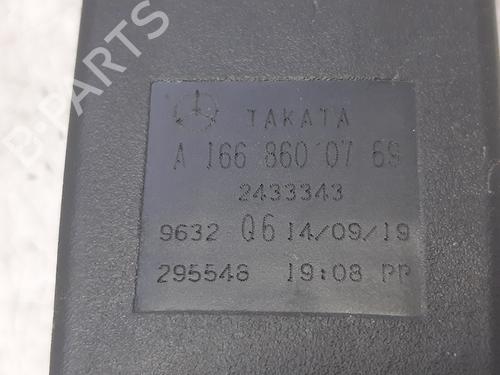 B-PARTS
TAKATA
A 166 860 07 69
2433343
9632 Q6 14/09/19
295548 19:08 PP